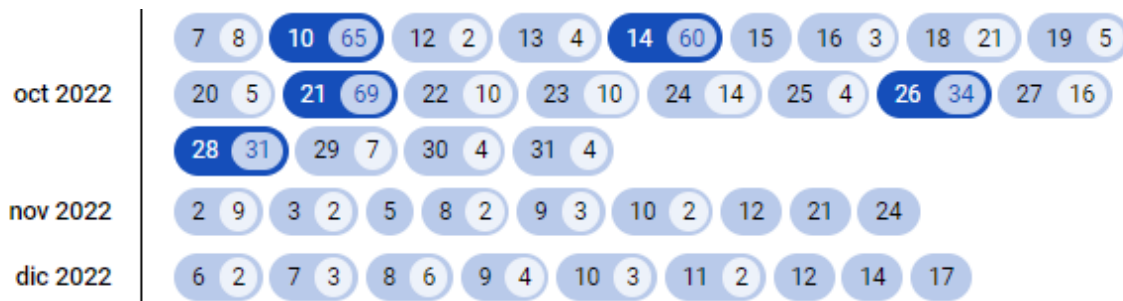 7 8 10 65 12 2 13 4 14 60 15 16 3 18 21 19 5
oct 2022 20 5 21 69 22 10 23 10 24 14 25 4 26 34 27 16
28 31 29 7 30 4 31 4
nov 2022 2 9 3 2 5 8 2 9 3 10 2 12 21 24
dic 2022 6 2 7 3 8 6 9 4 10 3 11 2 12 14 17